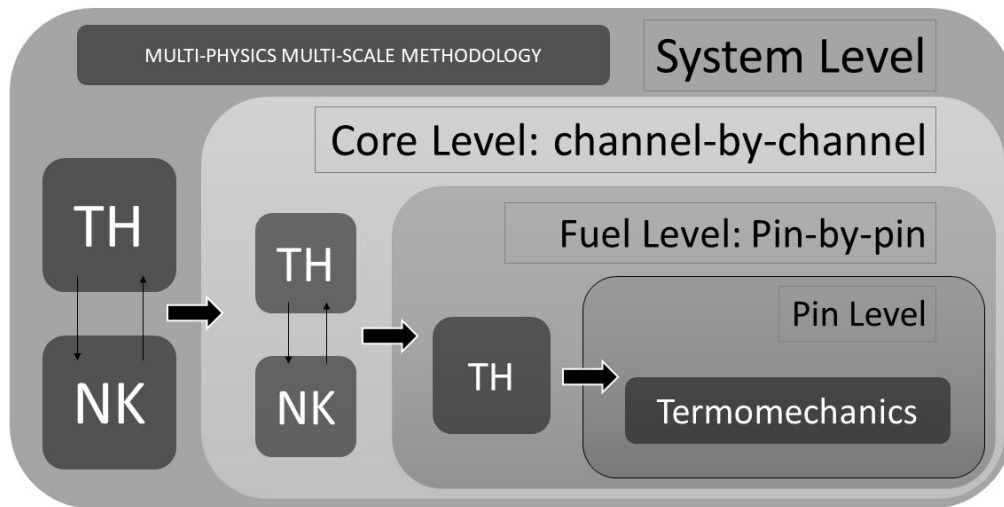 MULTI-PHYSICS MULTI-SCALE METHODOLOGY
System Level
Core Level: channel-by-channel
TH
NK
Fuel Level: Pin-by-pin
TH
NK
Pin Level
TH
Termomechanics